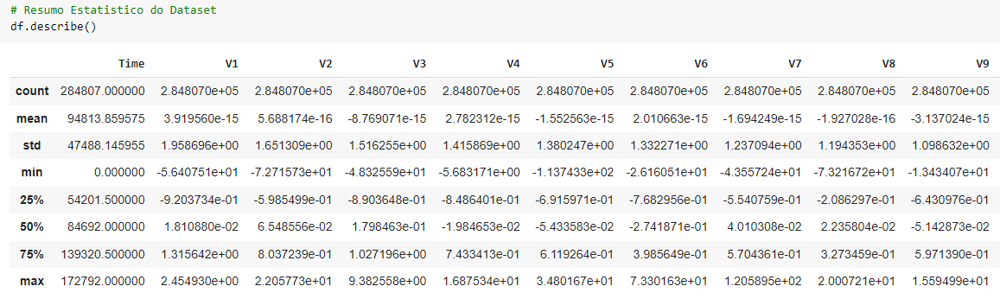 # Resumo Estatistico do Dataset
df.describe()
Time V1 V2 V3 V4 V5 V6 V7 V8 V9
count 284807.000000 2.848070e+05 2.848070e+05 2.848070e+05 2.848070e+05 2.848070e+05 2.848070e+05 2.848070e+05 2.848070e+05 2.848070e+05
mean 94813.859575 3.919560e-15 5.688174e-16 -8.769071e-15 2.782312e-15 -1.552563e-15 2.010663e-15 -1.694249e-15 -1.927028e-16 -3.137024e-15
std 47488.145955 1.958696e+00 1.651309e+00 1.516255e+00 1.415869e+00 1.380247e+00 1.332271e+00 1.237094e+00 1.194353e+00 1.098632e+00
min 0.000000 -5.640751e+01 -7.271573e+01 -4.832559e+01 -5.683171e+00 -1.137433e+02 -2.616051e+01 -4.355724e+01 -7.321672e+01 -1.343407e+01
25% 54201.500000 -9.203734e-01 -5.985499e-01 -8.903648e-01 -8.486401e-01 -6.915971e-01 -7.682956e-01 -5.540759e-01 -2.086297e-01 -6.430976e-01
50% 84692.000000 1.810880e-02 6.548556e-02 1.798463e-01 -1.984653e-02 -5.433583e-02 -2.741871e-01 4.010308e-02 2.235804e-02 -5.142873e-02
75% 139320.500000 1.315642e+00 8.037239e-01 1.027196e+00 7.433413e-01 6.119264e-01 3.985649e-01 5.704361e-01 3.273459e-01 5.971390e-01
max 172792.000000 2.454930e+00 2.205773e+01 9.382558e+00 1.687534e+01 3.480167e+01 7.330163e+01 1.205895e+02 2.000721e+01 1.559499e+01